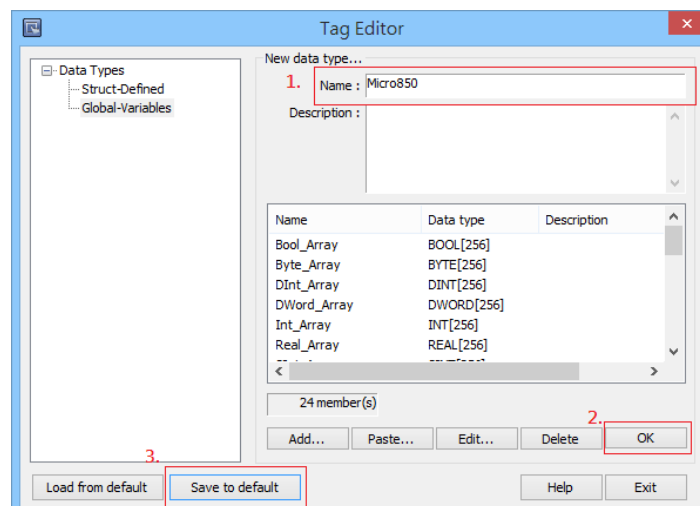 Tag Editor
Data Types
Struct-Defined
Global-Variables
New data type...
1.
Name : Micro850
Description :
Name Data type Description
Bool_Array BOOL[256]
Byte_Array BYTE[256]
DInt_Array DINT[256]
DWord_Array DWORD[256]
Int_Array INT[256]
Real_Array REAL[256]
24 member(s)
2.
Add... Paste... Edit... Delete OK
3.
Load from default Save to default Help Exit